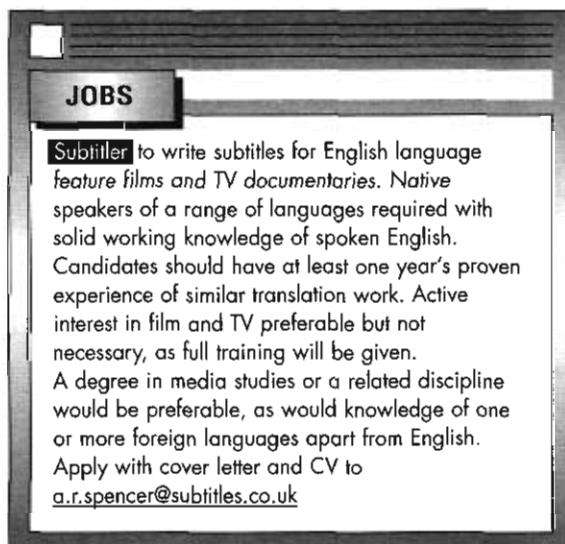 JOBS
Subtitler to write subtitles for English language
feature films and TV documentaries. Native
speakers of a range of languages required with
solid working knowledge of spoken English.
Candidates should have at least one year's proven
experience of similar translation work. Active
interest in film and TV preferable but not
necessary, as full training will be given.
A degree in media studies or a related discipline
would be preferable, as would knowledge of one
or more foreign languages apart from English.
Apply with cover letter and CV to
a.r.spencer@subtitles.co.uk